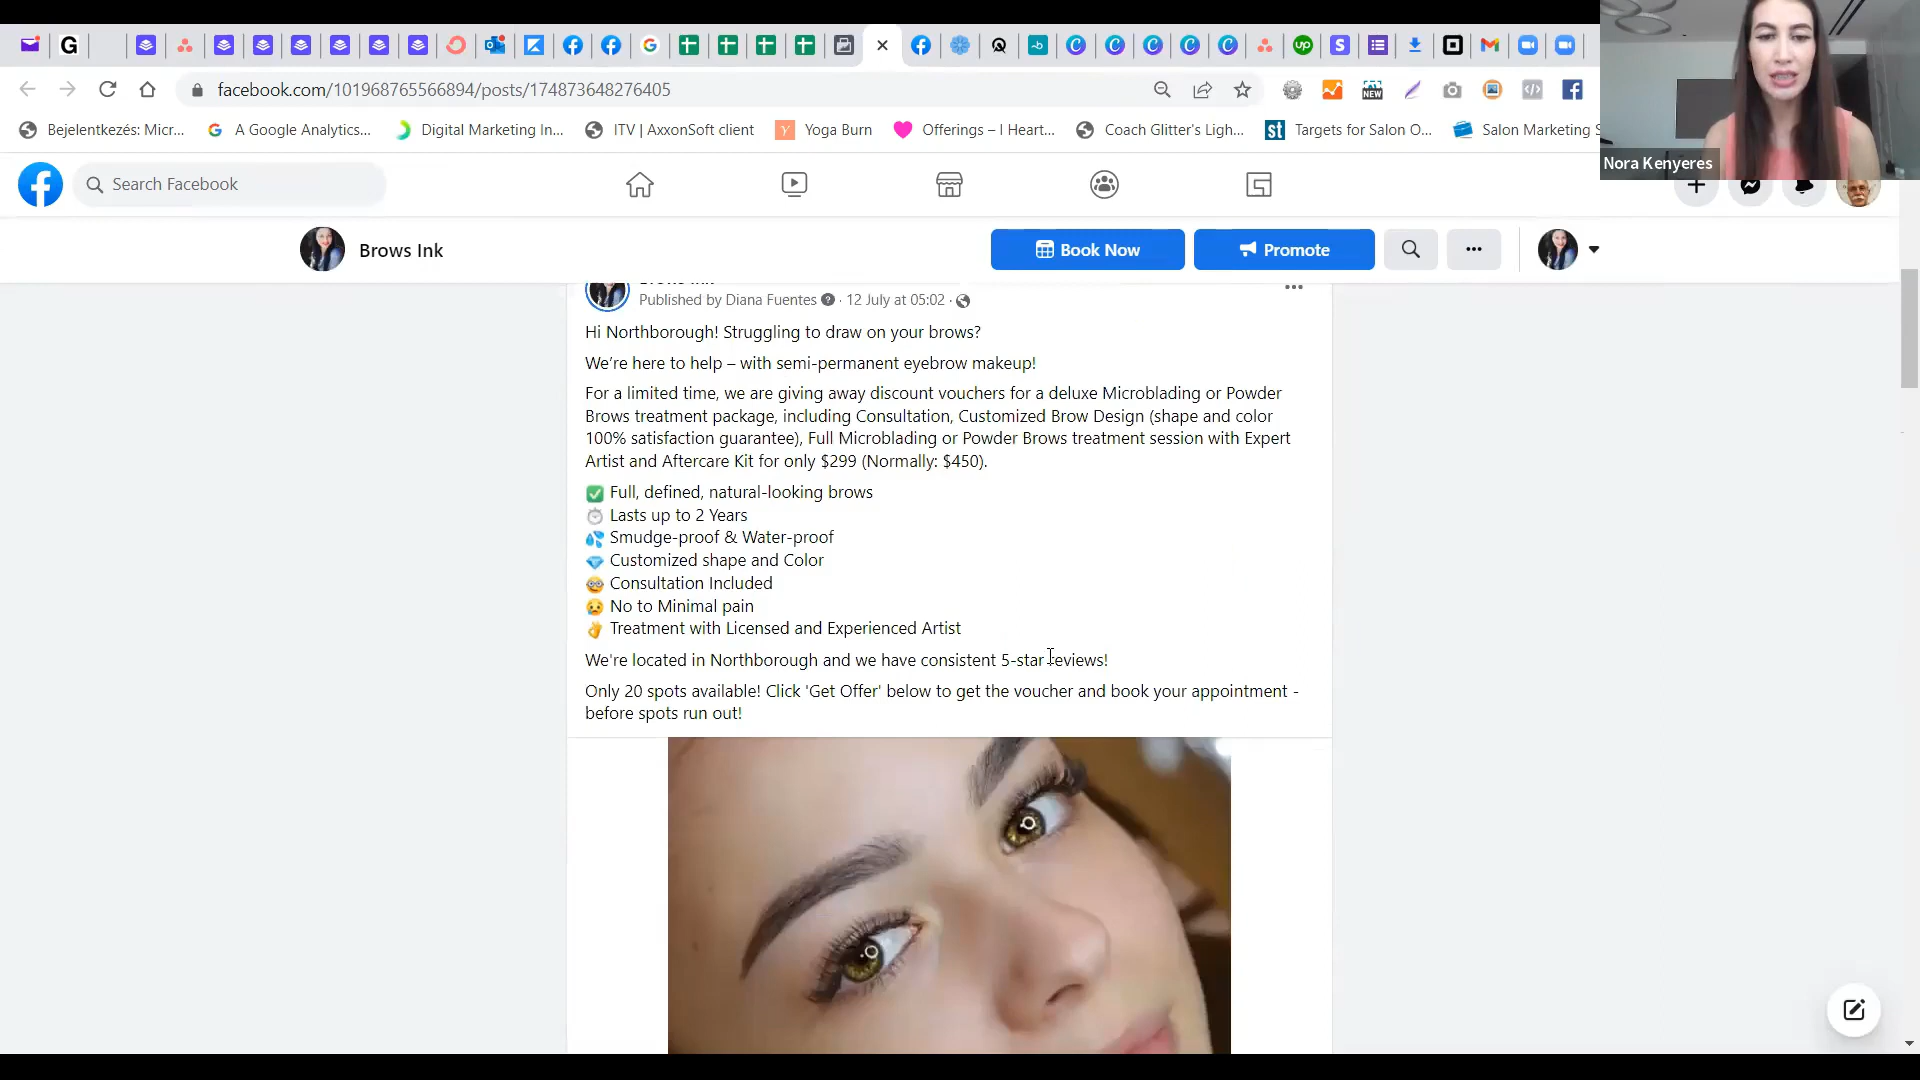 facebook.com/101968765566894/posts/174873648276405
Bejelentkezés: Micr...
A Google Analytics...
Digital Marketing In...
ITV | AxxonSoft client
Yoga Burn
Offerings – I Heart...
Coach Glitter's Ligh...
Targets for Salon O...
Salon Marketing S
Nora Kenyeres
Search Facebook
Brows Ink
Book Now
Promote
Published by Diana Fuentes · 12 July at 05:02 ·
Hi Northborough! Struggling to draw on your brows?
We're here to help – with semi-permanent eyebrow makeup!
For a limited time, we are giving away discount vouchers for a deluxe Microblading or Powder
Brows treatment package, including Consultation, Customized Brow Design (shape and color
100% satisfaction guarantee), Full Microblading or Powder Brows treatment session with Expert
Artist and Aftercare Kit for only $299 (Normally: $450).
✅ Full, defined, natural-looking brows
⏱ Lasts up to 2 Years
💦 Smudge-proof & Water-proof
💎 Customized shape and Color
🤓 Consultation Included
😥 No to Minimal pain
👌 Treatment with Licensed and Experienced Artist
We're located in Northborough and we have consistent 5-star reviews!
Only 20 spots available! Click 'Get Offer' below to get the voucher and book your appointment -
before spots run out!